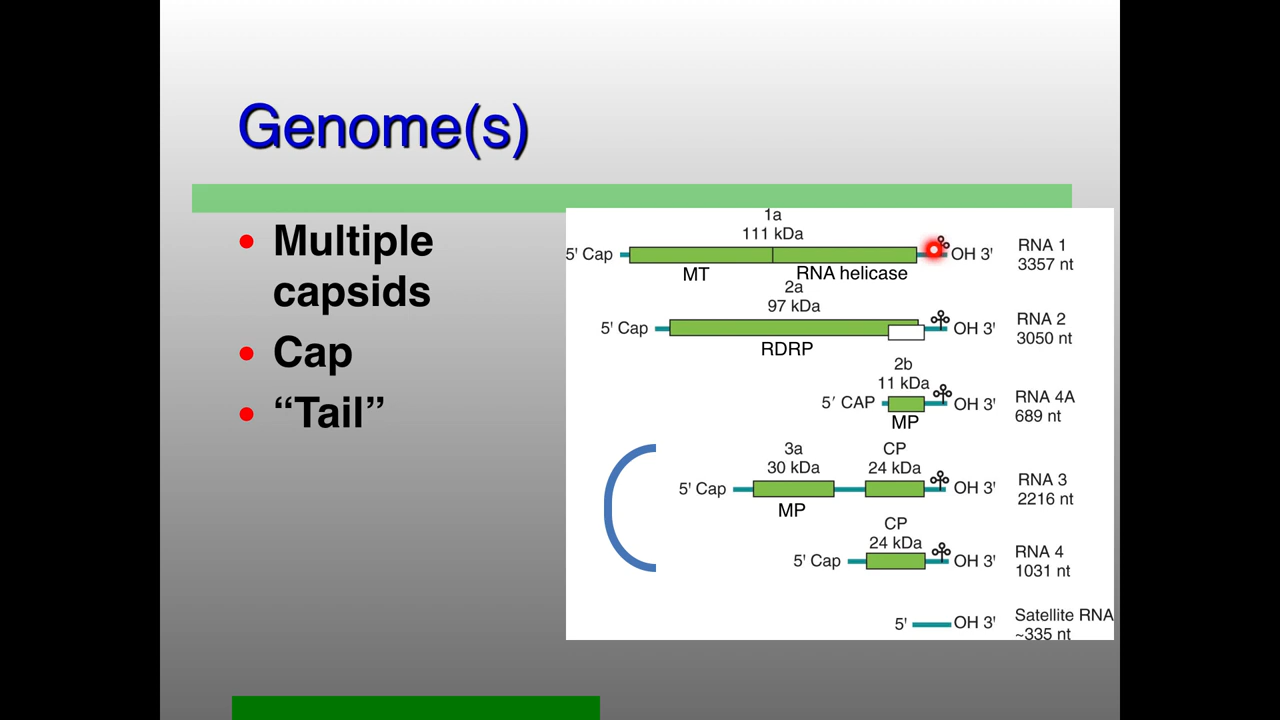 Genome(s)
• Multiple
capsids
• Cap
• “Tail”
1a
111 kDa
5' Cap
OH 3'
MT
RNA helicase
RNA 1
3357 nt
2a
97 kDa
5' Cap
OH 3'
RDRP
RNA 2
3050 nt
2b
11 kDa
5′ CAP
OH 3'
MP
RNA 4A
689 nt
3a
30 kDa
CP
24 kDa
5' Cap
OH 3'
MP
RNA 3
2216 nt
CP
24 kDa
5' Cap
OH 3'
RNA 4
1031 nt
5'
OH 3'
Satellite RNA
~335 nt